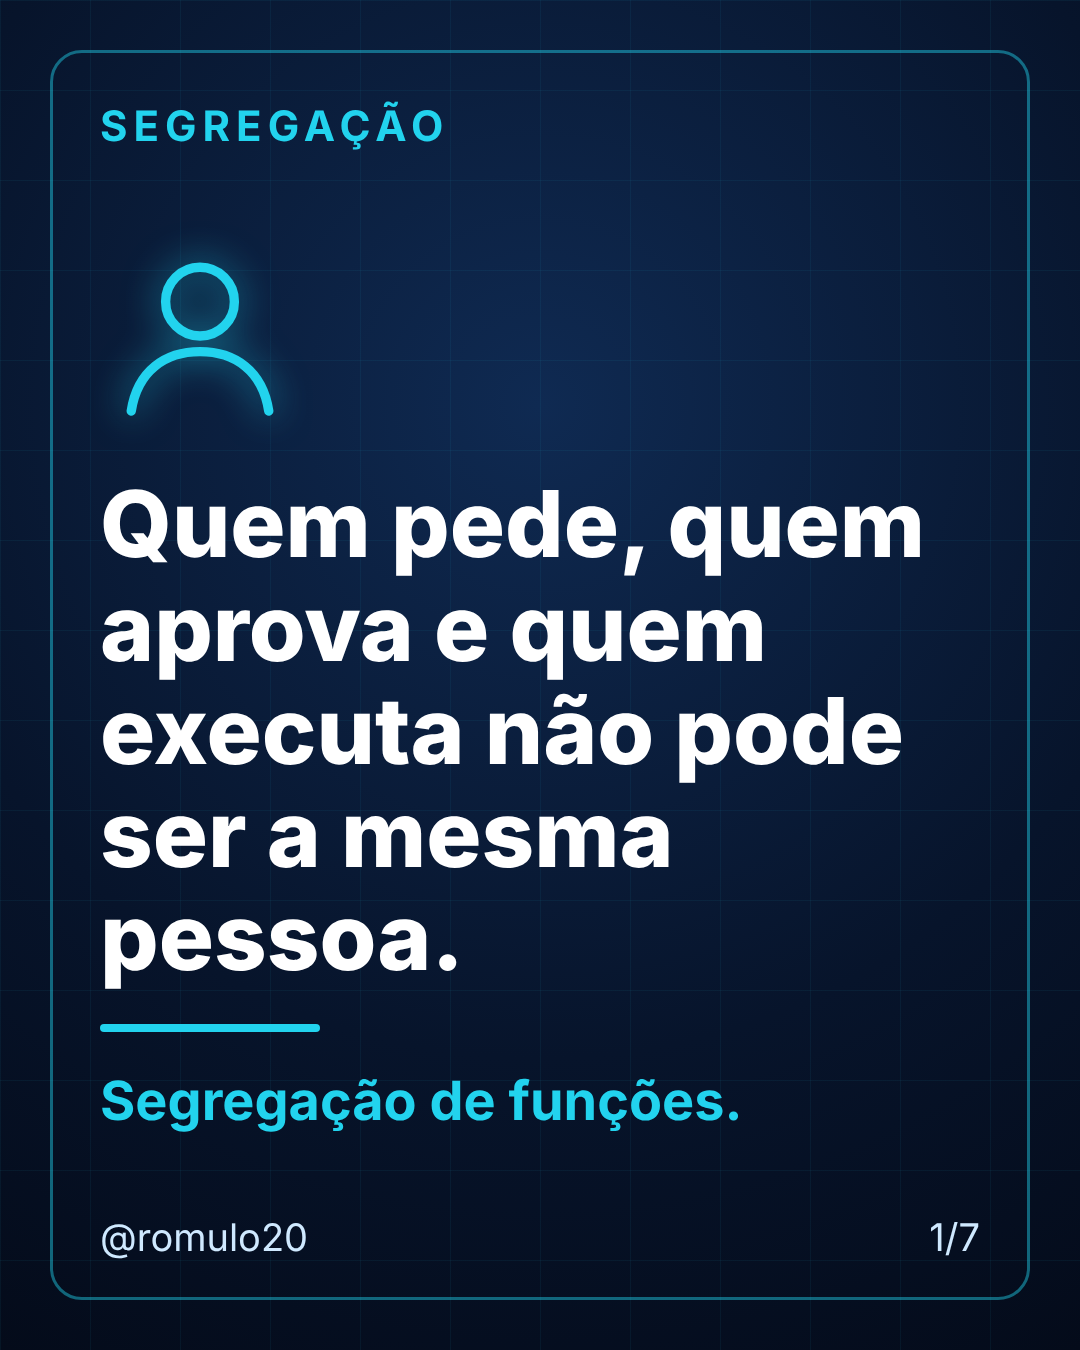 SEGREGAÇÃO
Quem pede, quem
aprova e quem
executa não pode
ser a mesma
pessoa.
Segregação de funções.
@romulo20
1/7